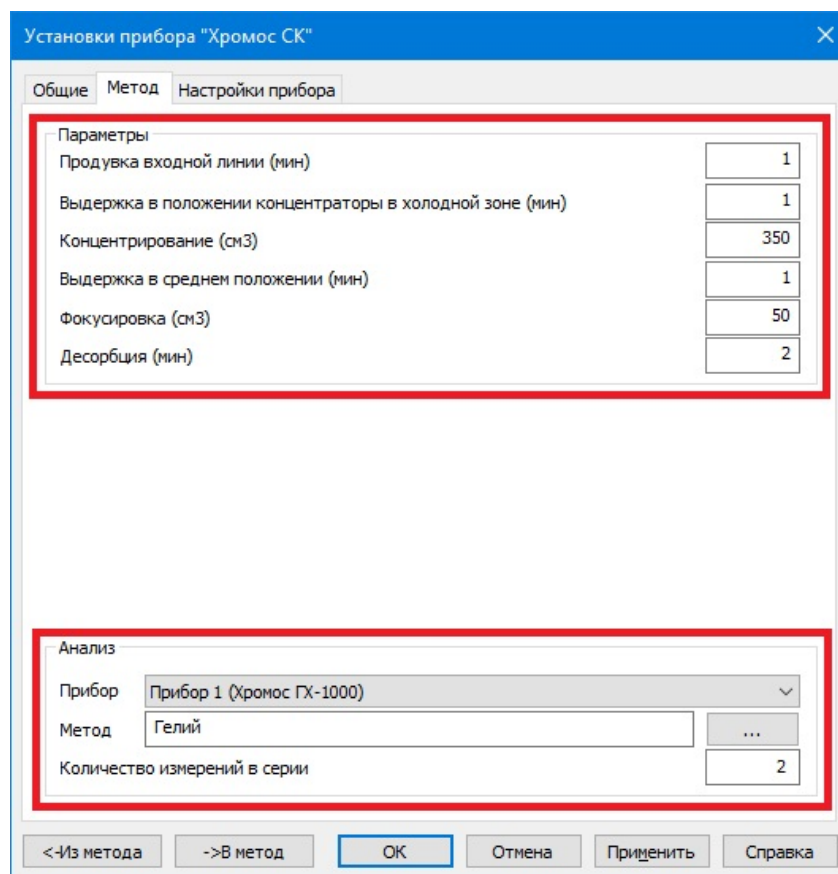 Установки прибора "Хромос СК"
Общие Метод Настройки прибора
Параметры
Продувка входной линии (мин) 1
Выдержка в положении концентраторы в холодной зоне (мин) 1
Концентрирование (см3) 350
Выдержка в среднем положении (мин) 1
Фокусировка (см3) 50
Десорбция (мин) 2
Анализ
Прибор Прибор 1 (Хромос ГХ-1000)
Метод Гелий ...
Количество измерений в серии 2
<-Из метода ->В метод ОК Отмена Применить Справка